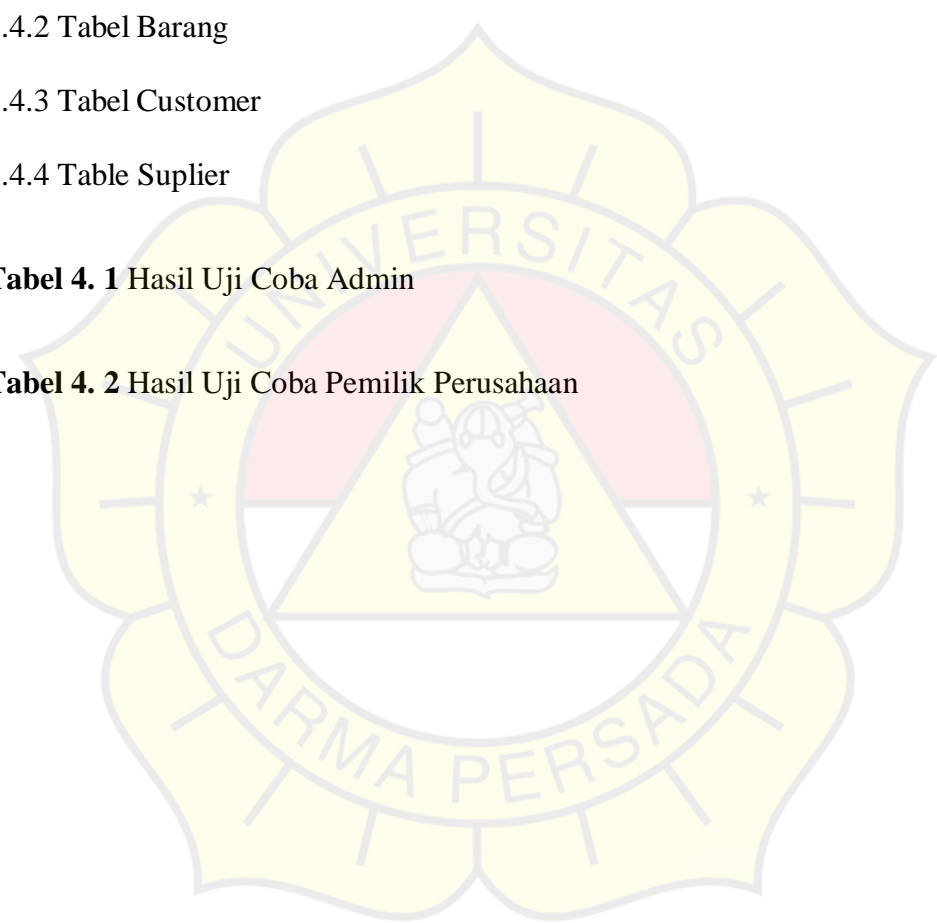 .4.2 Tabel Barang
.4.3 Tabel Customer
.4.4 Table Suplier
Tabel 4. 1 Hasil Uji Coba Admin
Tabel 4. 2 Hasil Uji Coba Pemilik Perusahaan
UNIVERSITAS
DARMA PERSADA